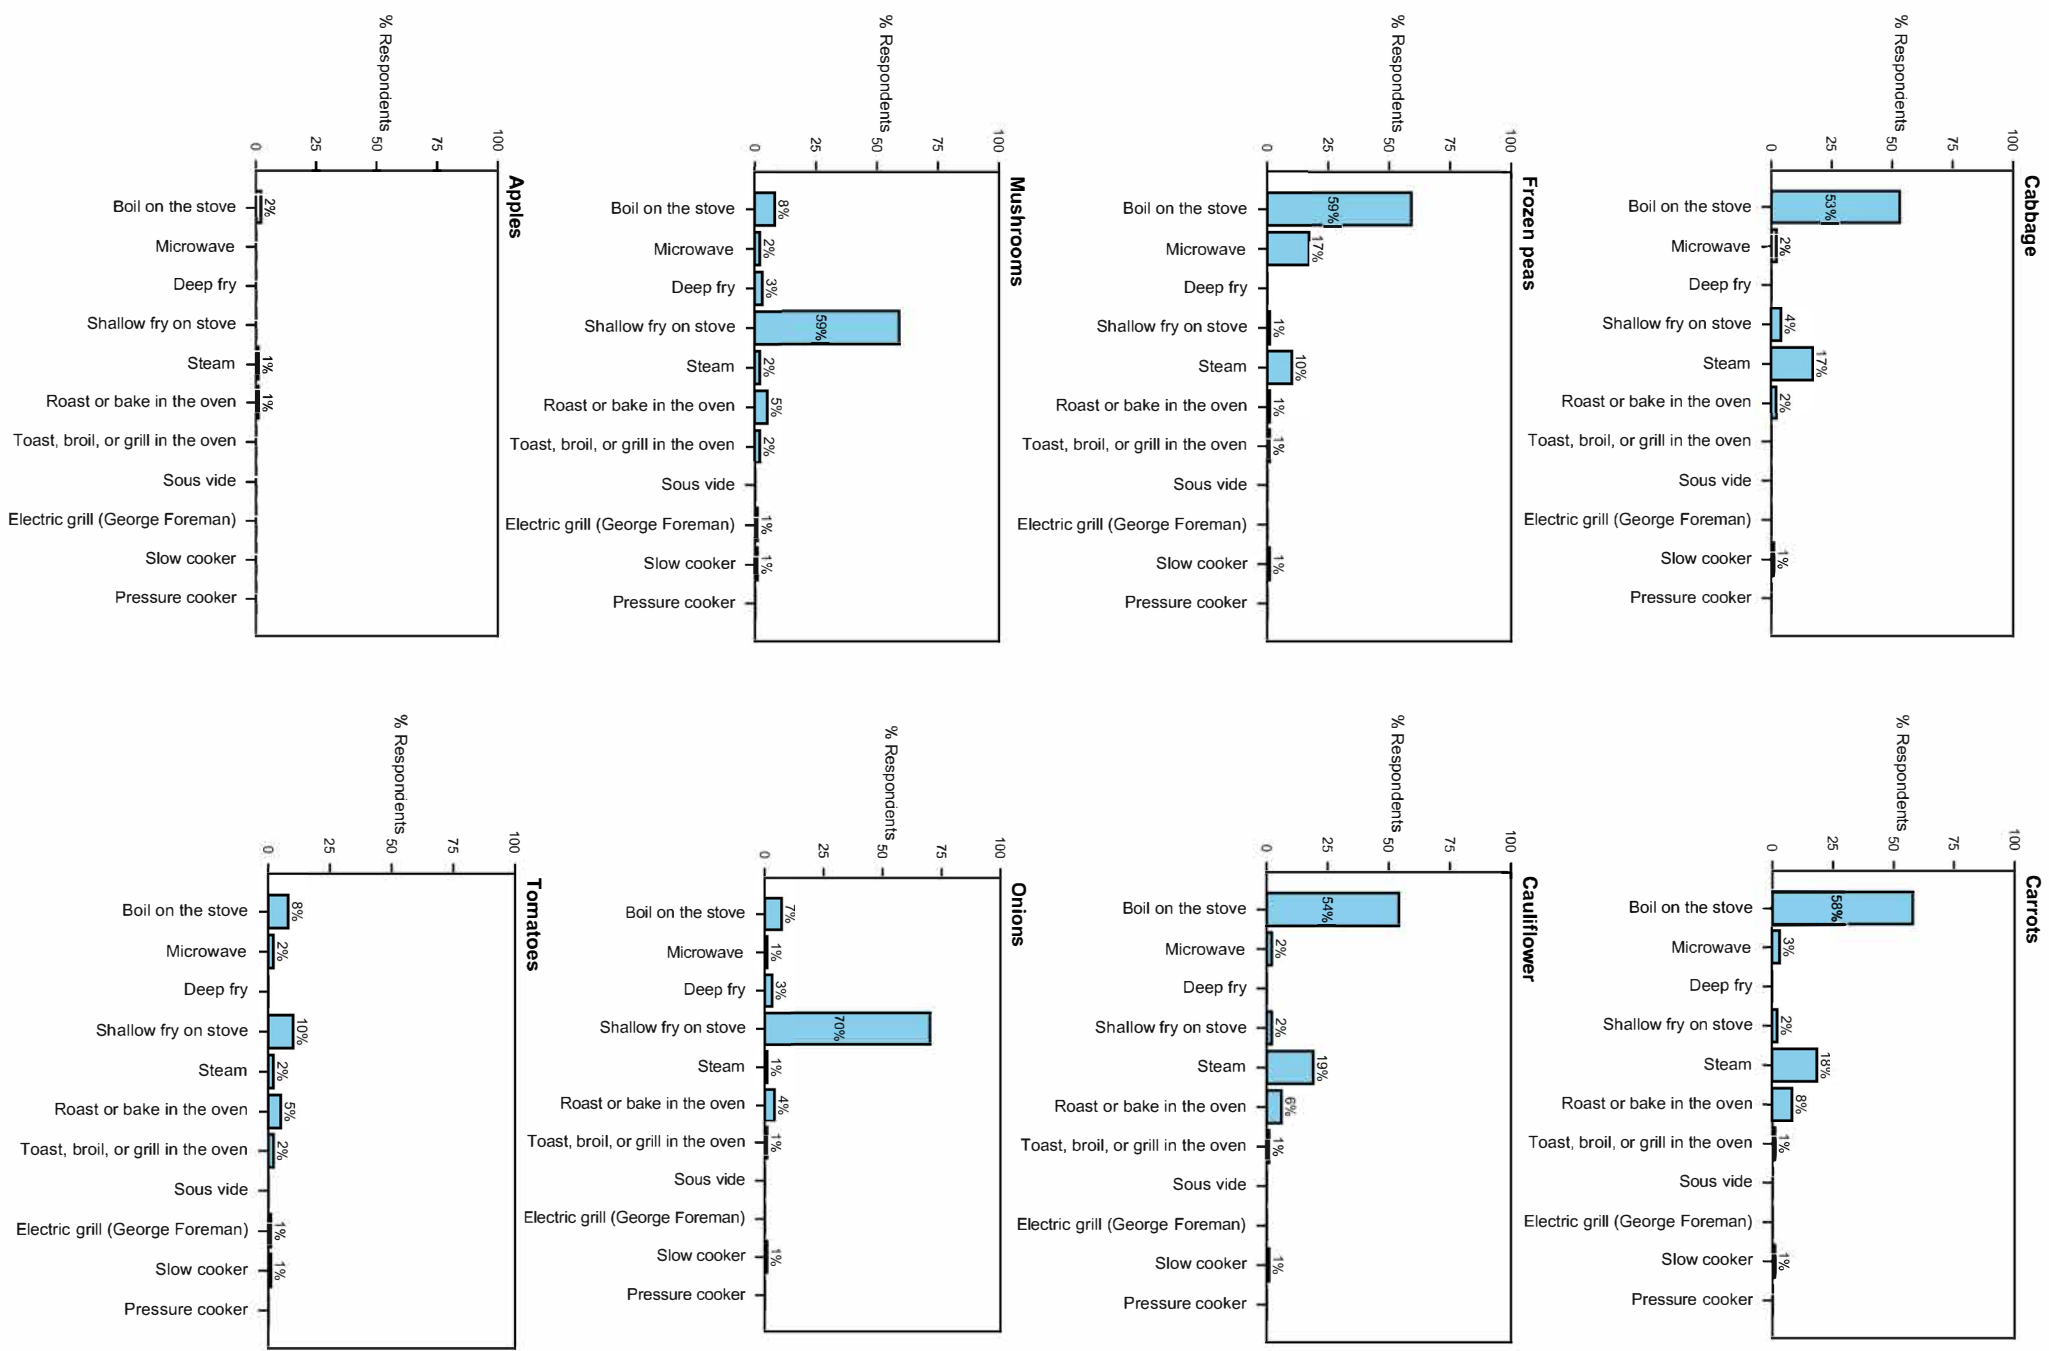 Cabbage
% Respondents
100
75
50
25
0
53%
2%
4%
17%
2%
1%
Boil on the stove
Microwave
Deep fry
Shallow fry on stove
Steam
Roast or bake in the oven
Toast, broil, or grill in the oven
Sous vide
Electric grill (George Foreman)
Slow cooker
Pressure cooker
Carrots
% Respondents
100
75
50
25
0
58%
3%
2%
18%
8%
1%
1%
Boil on the stove
Microwave
Deep fry
Shallow fry on stove
Steam
Roast or bake in the oven
Toast, broil, or grill in the oven
Sous vide
Electric grill (George Foreman)
Slow cooker
Pressure cooker
Frozen peas
% Respondents
100
75
50
25
0
59%
17%
1%
10%
1%
1%
1%
Boil on the stove
Microwave
Deep fry
Shallow fry on stove
Steam
Roast or bake in the oven
Toast, broil, or grill in the oven
Sous vide
Electric grill (George Foreman)
Slow cooker
Pressure cooker
Cauliflower
% Respondents
100
75
50
25
0
54%
2%
2%
19%
6%
1%
1%
Boil on the stove
Microwave
Deep fry
Shallow fry on stove
Steam
Roast or bake in the oven
Toast, broil, or grill in the oven
Sous vide
Electric grill (George Foreman)
Slow cooker
Pressure cooker
Mushrooms
% Respondents
100
75
50
25
0
8%
2%
3%
59%
2%
5%
2%
1%
1%
Boil on the stove
Microwave
Deep fry
Shallow fry on stove
Steam
Roast or bake in the oven
Toast, broil, or grill in the oven
Sous vide
Electric grill (George Foreman)
Slow cooker
Pressure cooker
Onions
% Respondents
100
75
50
25
0
7%
1%
3%
70%
1%
4%
1%
1%
Boil on the stove
Microwave
Deep fry
Shallow fry on stove
Steam
Roast or bake in the oven
Toast, broil, or grill in the oven
Sous vide
Electric grill (George Foreman)
Slow cooker
Pressure cooker
Apples
% Respondents
100
75
50
25
0
2%
1%
1%
Boil on the stove
Microwave
Deep fry
Shallow fry on stove
Steam
Roast or bake in the oven
Toast, broil, or grill in the oven
Sous vide
Electric grill (George Foreman)
Slow cooker
Pressure cooker
Tomatoes
% Respondents
100
75
50
25
0
8%
2%
10%
2%
5%
2%
1%
1%
Boil on the stove
Microwave
Deep fry
Shallow fry on stove
Steam
Roast or bake in the oven
Toast, broil, or grill in the oven
Sous vide
Electric grill (George Foreman)
Slow cooker
Pressure cooker